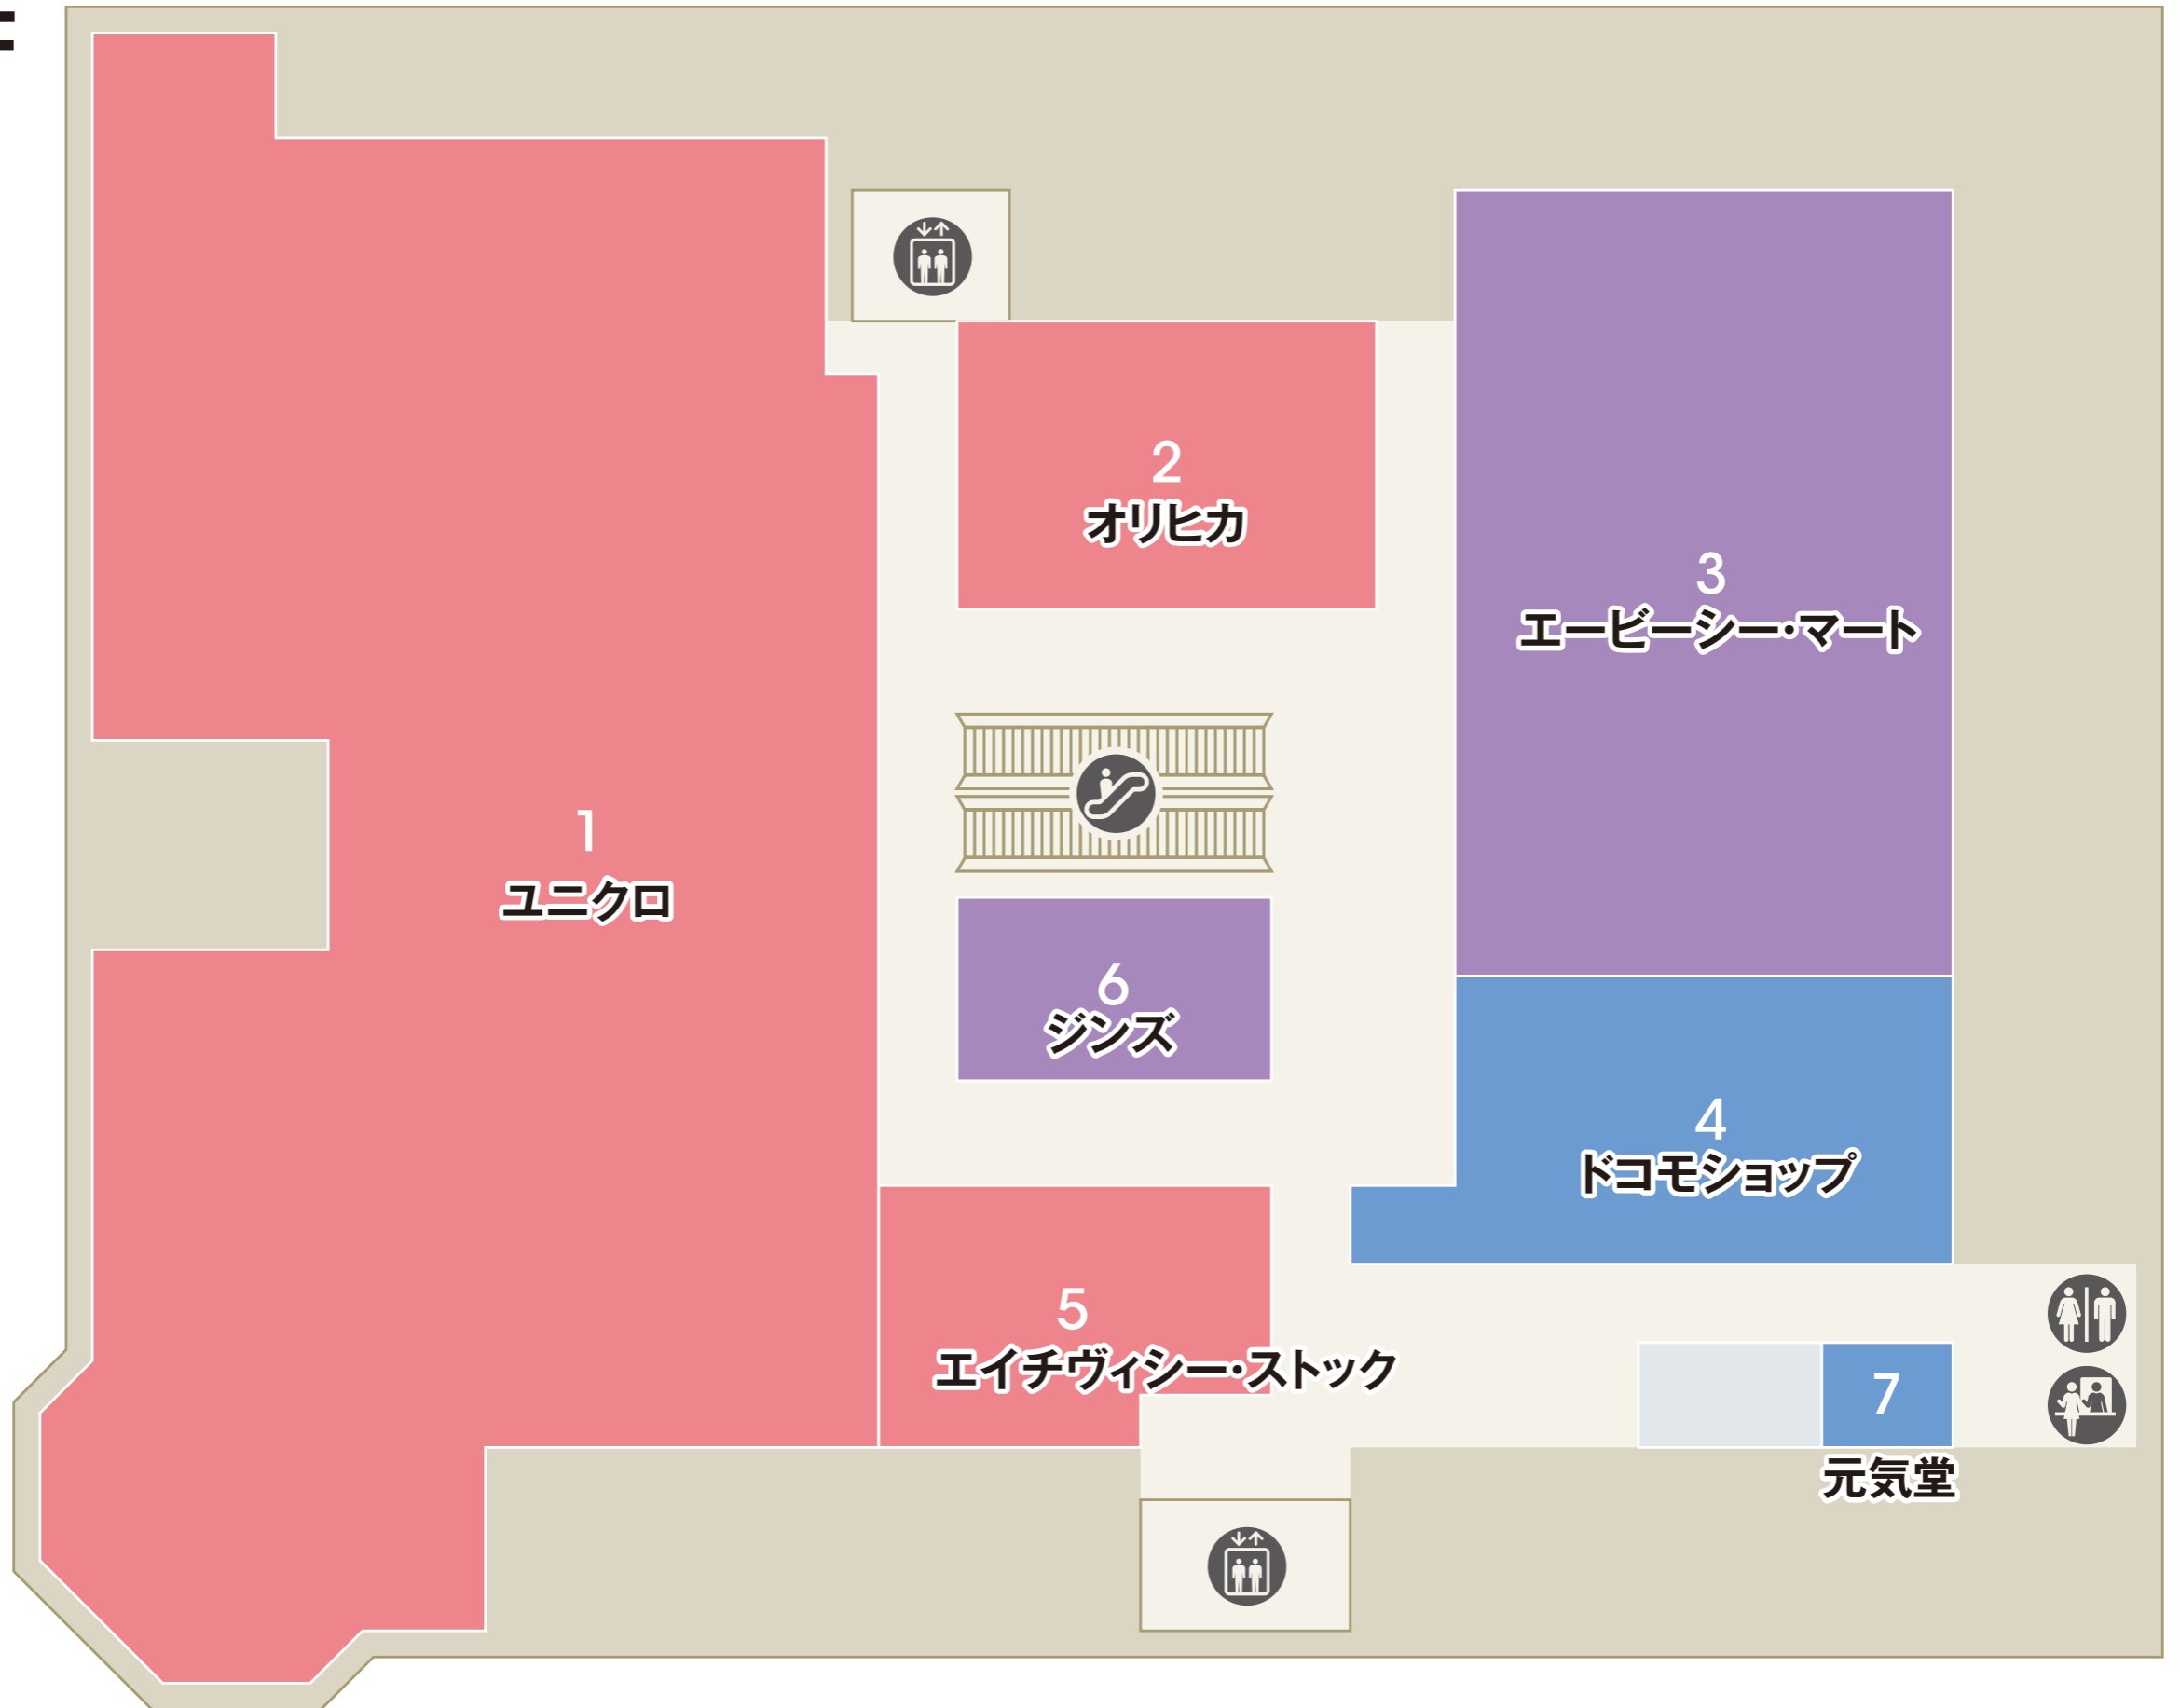 1
ユニクロ
2
オリヒカ
3
エービーシー・マート
4
ドコモショップ
5
エイチヴィシー・ストック
6
ジンズ
7
元気堂